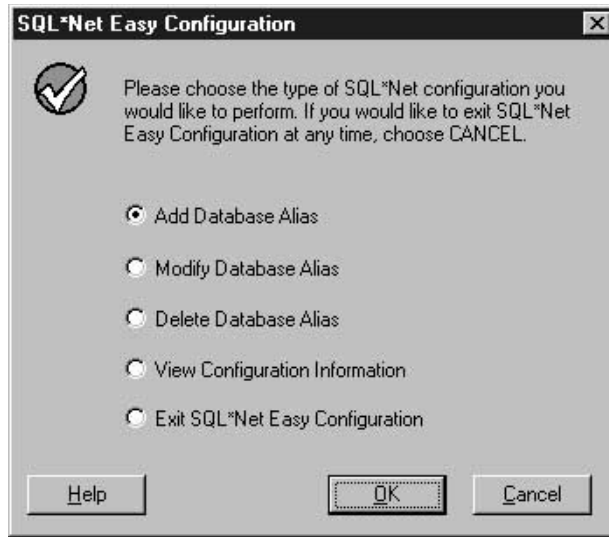 SQL*Net Easy Configuration
Please choose the type of SQL*Net configuration you
would like to perform. If you would like to exit SQL*Net
Easy Configuration at any time, choose CANCEL.
Add Database Alias
Modify Database Alias
Delete Database Alias
View Configuration Information
Exit SQL*Net Easy Configuration
Help
OK
Cancel